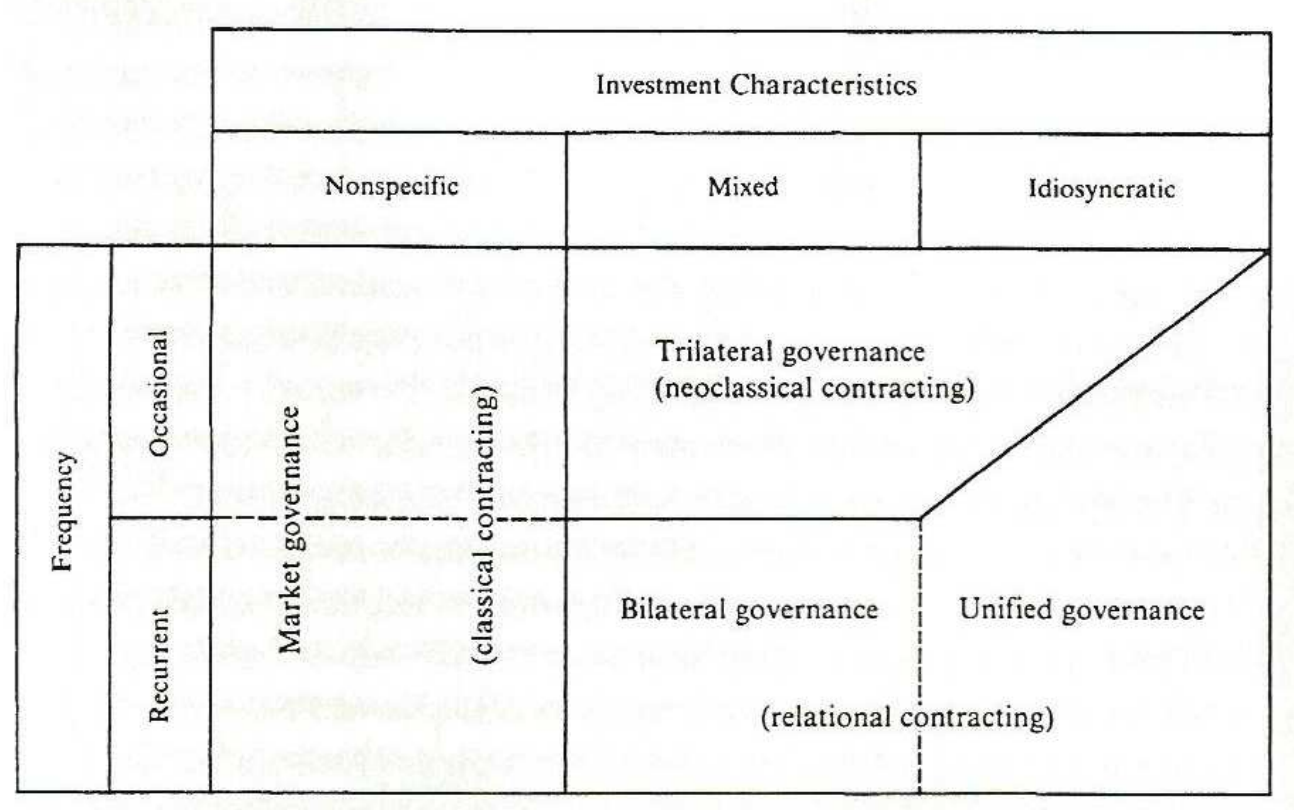 Investment Characteristics
Nonspecific
Mixed
Idiosyncratic
Frequency
Occasional
Recurrent
Market governance
(classical contracting)
Trilateral governance
(neoclassical contracting)
Bilateral governance
Unified governance
(relational contracting)